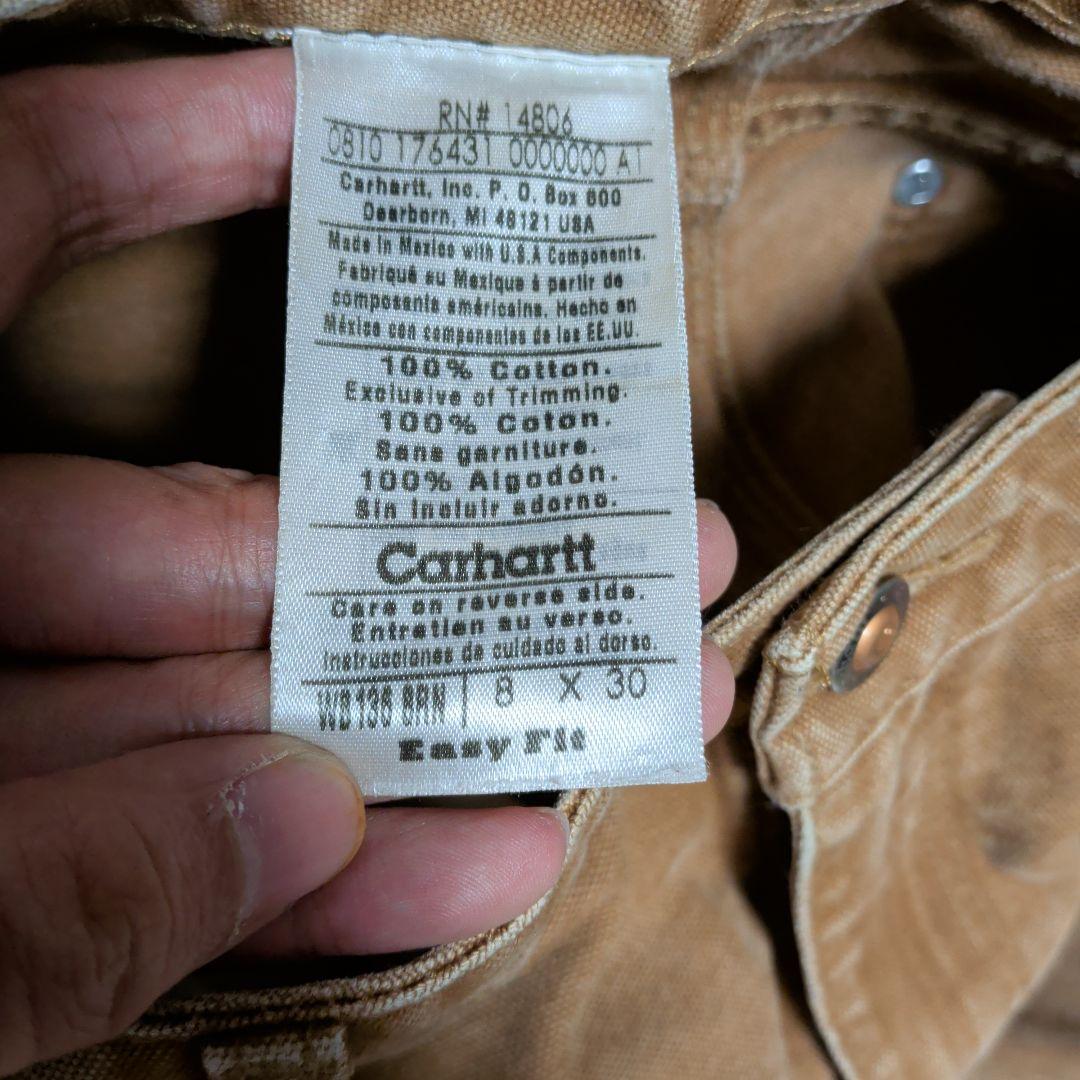 RN# 14806
0810 176431 0000000 A1
Carhartt, Inc. P. O. Box 600
Dearborn, MI 48121 USA
Made in Mexico with U.S.A Components.
Fabriqué au Mexique à partir de
composants américains. Hecho en
México con componentes de los EE.UU.
100% Cotton.
Exclusive of Trimming.
100% Coton.
Sans garniture.
100% Algodón.
Sin incluir adorno.
Carhartt
Care on reverse side.
Entretien au verso.
Instrucciones de cuidado al dorso.
WB136 BRN 8 X 30
Easy Fit